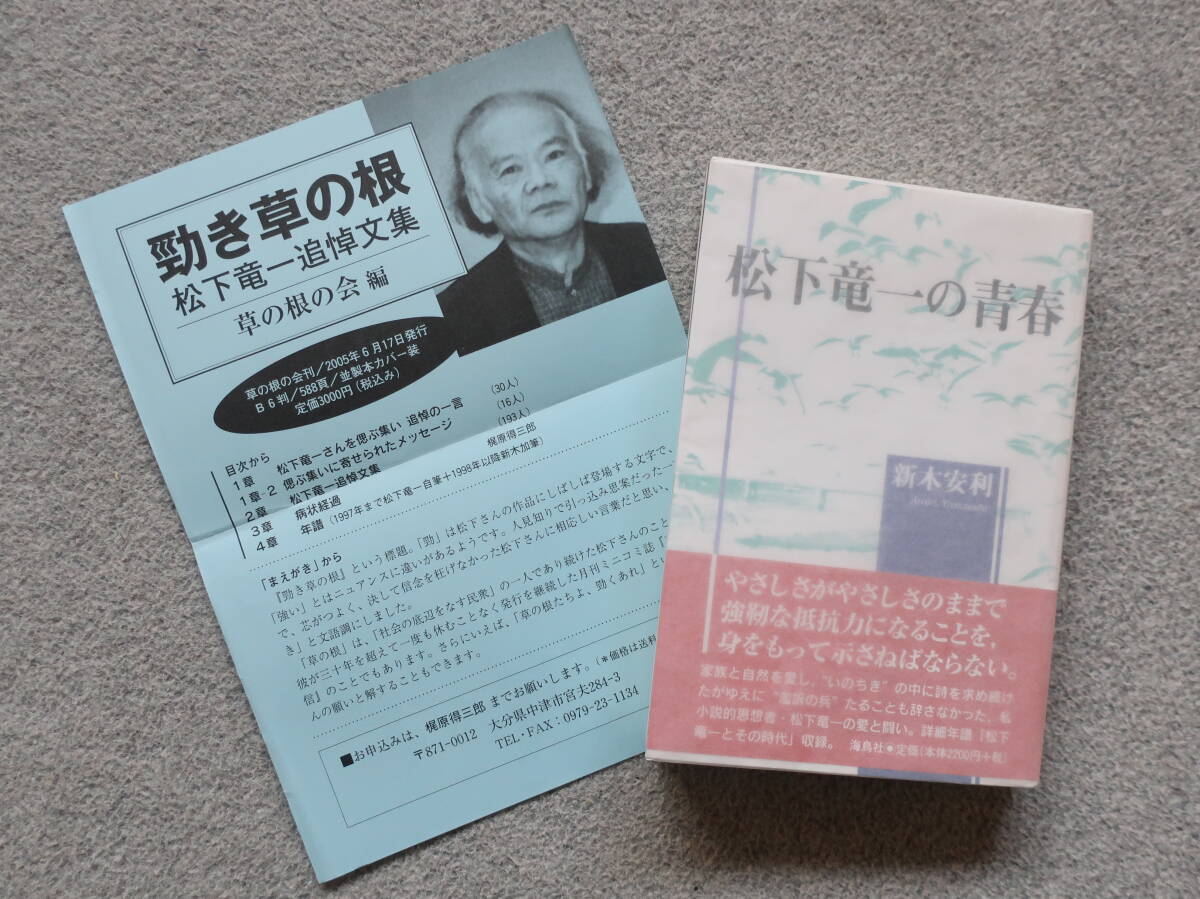 勁き草の根
松下竜一追悼文集
草の根の会 編
草の根の会刊/2005年6月17日発行
B6判/588頁/並製本カバー装
定価3000円(税込み)
目次から
1章 松下竜一さんを偲ぶ集い 追悼の一言 (30人)
1章-2 偲ぶ集いに寄せられたメッセージ (16人)
2章 松下竜一追悼文集 (193人)
3章 病状経過 梶原得三郎
4章 年譜(1997年まで松下竜一自筆+1998年以降新木加筆)
「まえがき」から
『勁き草の根』という標題。「勁」は松下さんの作品にしばしば登場する文字で、
「強い」とはニュアンスに違いがあるようです。人見知りで引っ込み思案だった一
で、芯がつよく、決して信念を枉げなかった松下さんに相応しい言葉だと思い、
き」と文語調にしました。
「草の根」は、「社会の底辺をなす民衆」の一人であり続けた松下さんのこと
彼が三十年を超えて一度も休むことなく発行を継続した月刊ミニコミ誌『
信』のことでもあります。さらにいえば、「草の根たちよ、勁くあれ」とい
んの願いと解することもできます。
■お申込みは、梶原得三郎 までお願いします。(*価格は送料
〒871-0012 大分県中津市宮夫284-3
TEL・FAX:0979-23-1134
松下竜一の青春
新木安利
やさしさがやさしさのままで
強靭な抵抗力になることを、
身をもって示さねばならない。
家族と自然を愛し、“いのちき”の中に詩を求め続け
たがゆえに“濫訴の兵”たることも辞さなかった、私
小説的思想者・松下竜一の愛と闘い。詳細年譜「松下
竜一とその時代」収録。 海鳥社●定価(本体2200円+税)